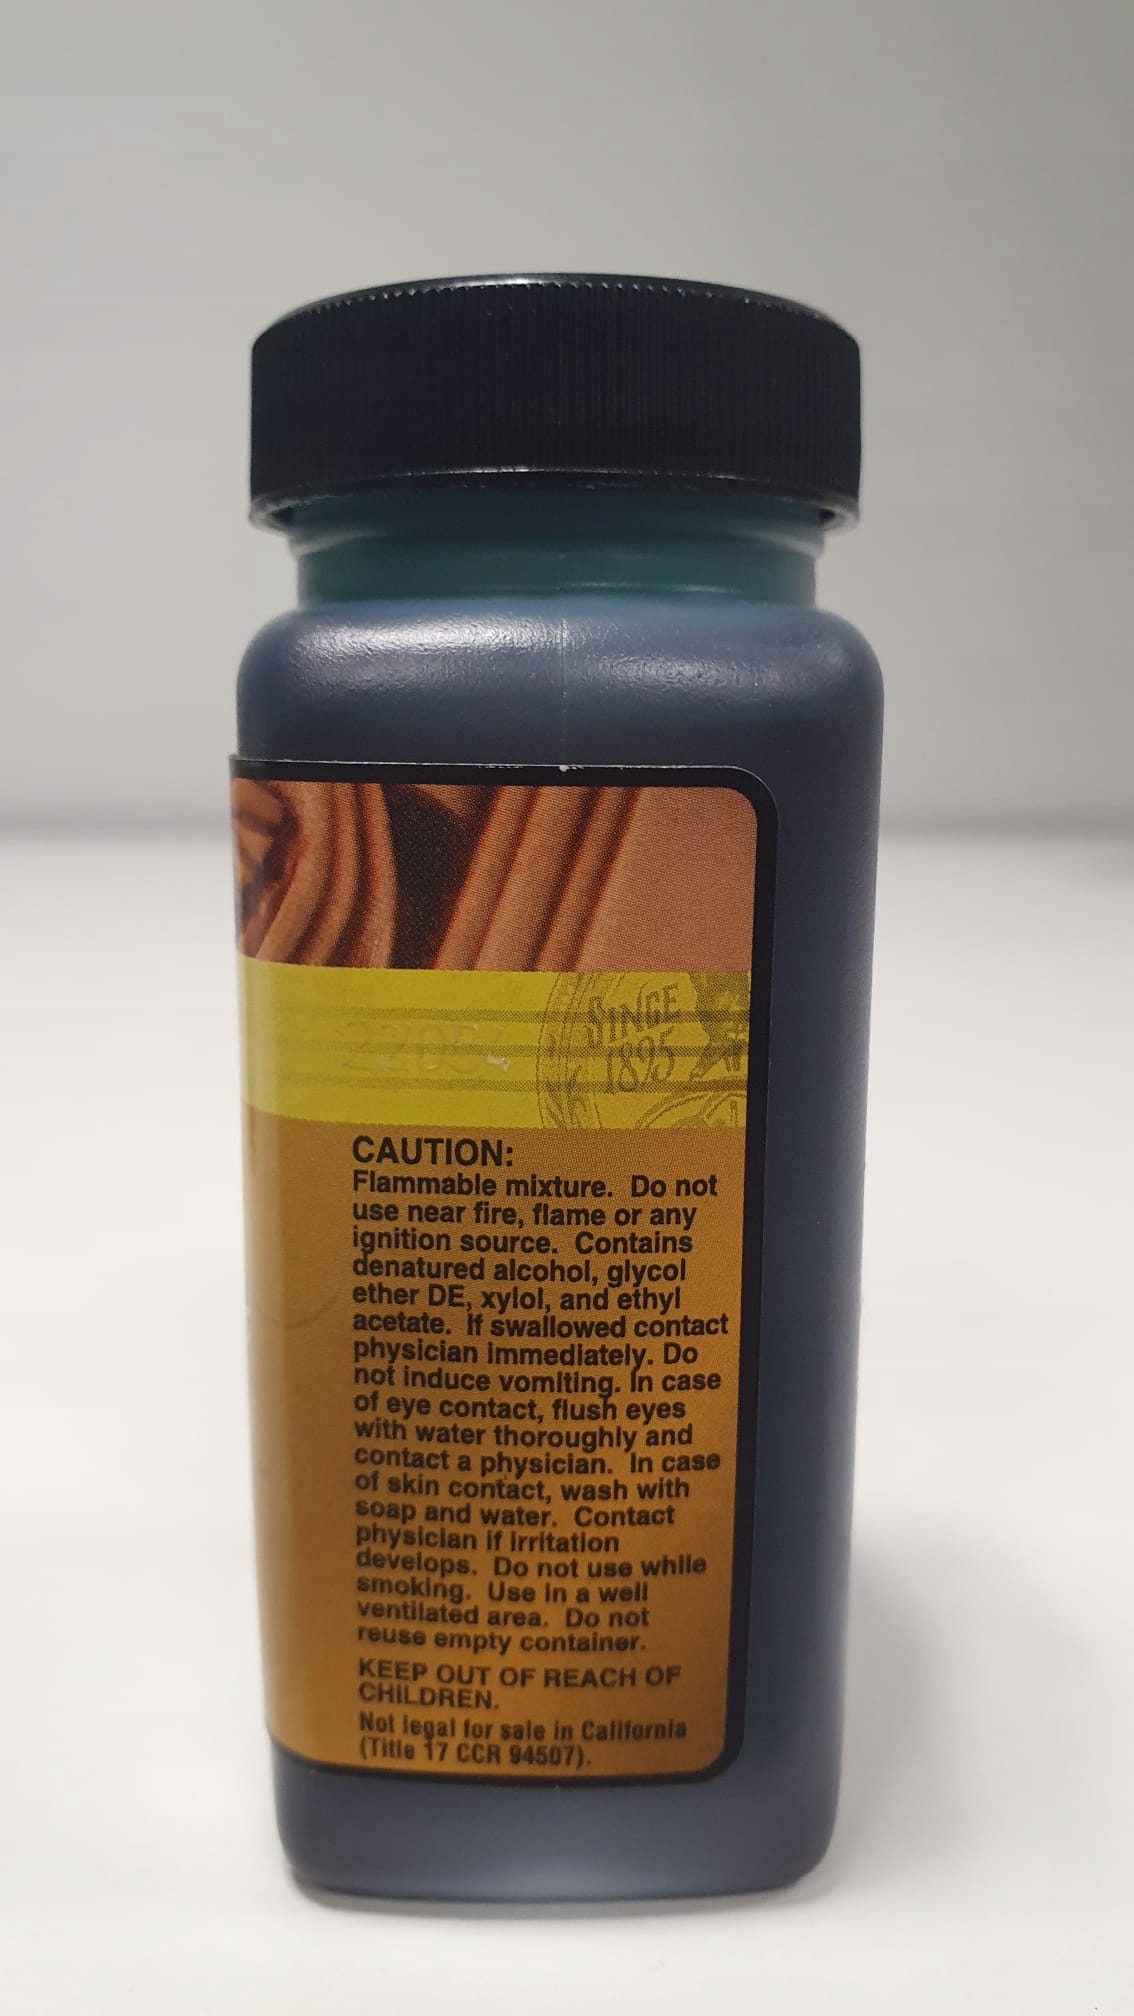 22054
SINCE
1895
CAUTION:
Flammable mixture. Do not
use near fire, flame or any
ignition source. Contains
denatured alcohol, glycol
ether DE, xylol, and ethyl
acetate. If swallowed contact
physician immediately. Do
not induce vomiting. In case
of eye contact, flush eyes
with water thoroughly and
contact a physician. In case
of skin contact, wash with
soap and water. Contact
physician if irritation
develops. Do not use while
smoking. Use in a well
ventilated area. Do not
reuse empty container.
KEEP OUT OF REACH OF
CHILDREN.
Not legal for sale in California
(Title 17 CCR 94507).